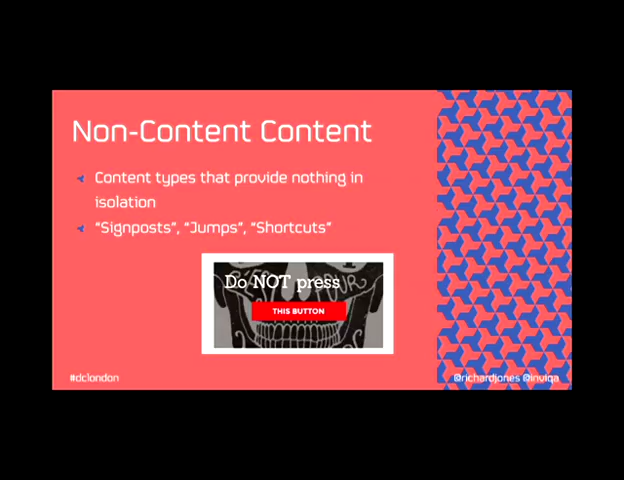 Non-Content Content
Content types that provide nothing in
isolation
"Signposts", "Jumps", "Shortcuts"
Do NOT press
THIS BUTTON
#dclondon
@richardjones @inviqa